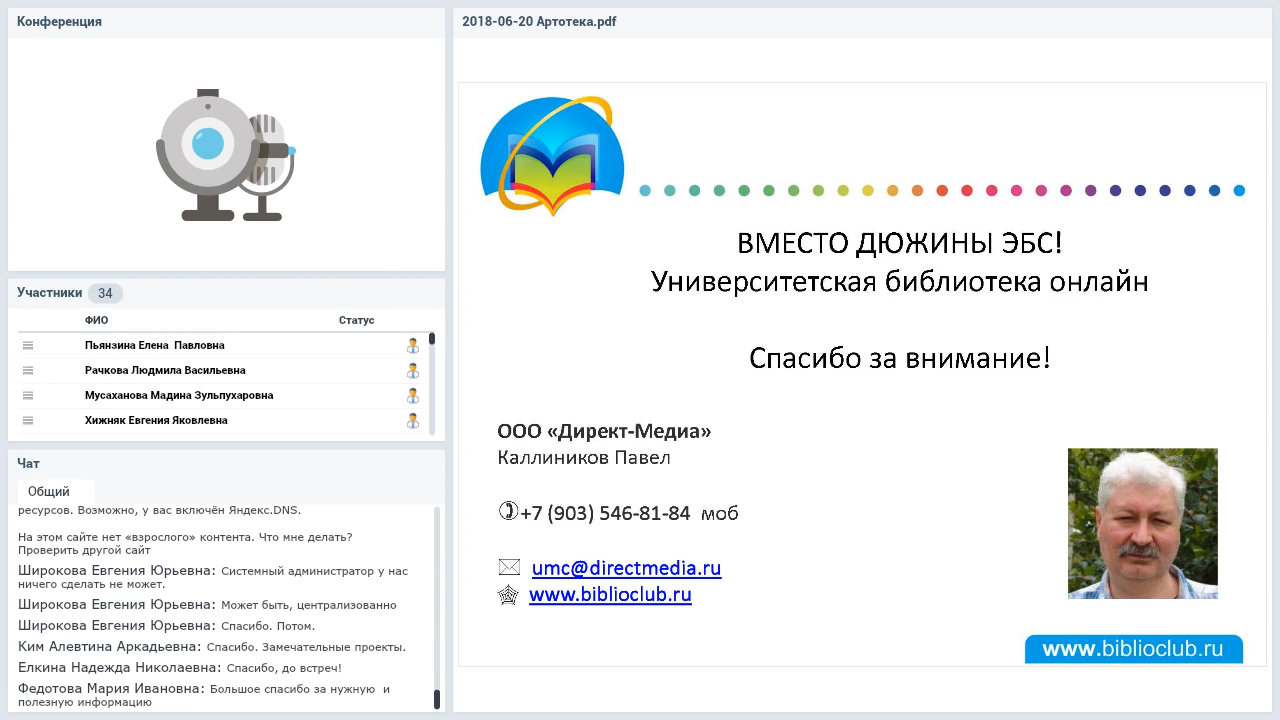 Конференция
Участники 34
ФИО Статус
Пьянзина Елена Павловна
Рачкова Людмила Васильевна
Мусаханова Мадина Зульпухаровна
Хижняк Евгения Яковлевна
Чат
Общий
ресурсов. Возможно, у вас включён Яндекс.DNS.
На этом сайте нет «взрослого» контента. Что мне делать?
Проверить другой сайт
Широкова Евгения Юрьевна: Системный администратор у нас
ничего сделать не может.
Широкова Евгения Юрьевна: Может быть, централизованно
Широкова Евгения Юрьевна: Спасибо. Потом.
Ким Алевтина Аркадьевна: Спасибо. Замечательные проекты.
Елкина Надежда Николаевна: Спасибо, до встреч!
Федотова Мария Ивановна: Большое спасибо за нужную и
полезную информацию
2018-06-20 Артотека.pdf
ВМЕСТО ДЮЖИНЫ ЭБС!
Университетская библиотека онлайн
Спасибо за внимание!
ООО «Директ-Медиа»
Каллиников Павел
+7 (903) 546-81-84 моб
umc@directmedia.ru
www.biblioclub.ru
www.biblioclub.ru